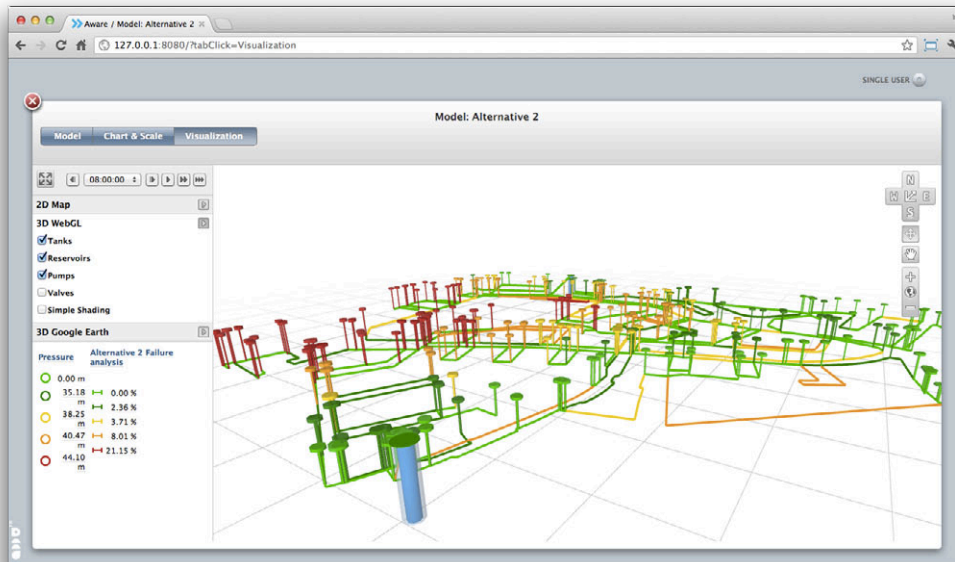 Aware / Model: Alternative 2
127.0.0.1:8080/?tabClick=Visualization
SINGLE USER
Model: Alternative 2
Model
Chart & Scale
Visualization
08:00:00
2D Map
3D WebGL
Tanks
Reservoirs
Pumps
Valves
Simple Shading
3D Google Earth
Pressure
Alternative 2 Failure
analysis
0.00 m
35.18
m
38.25
m
40.47
m
44.10
m
0.00 %
2.36 %
3.71 %
8.01 %
21.15 %
N
W
E
S